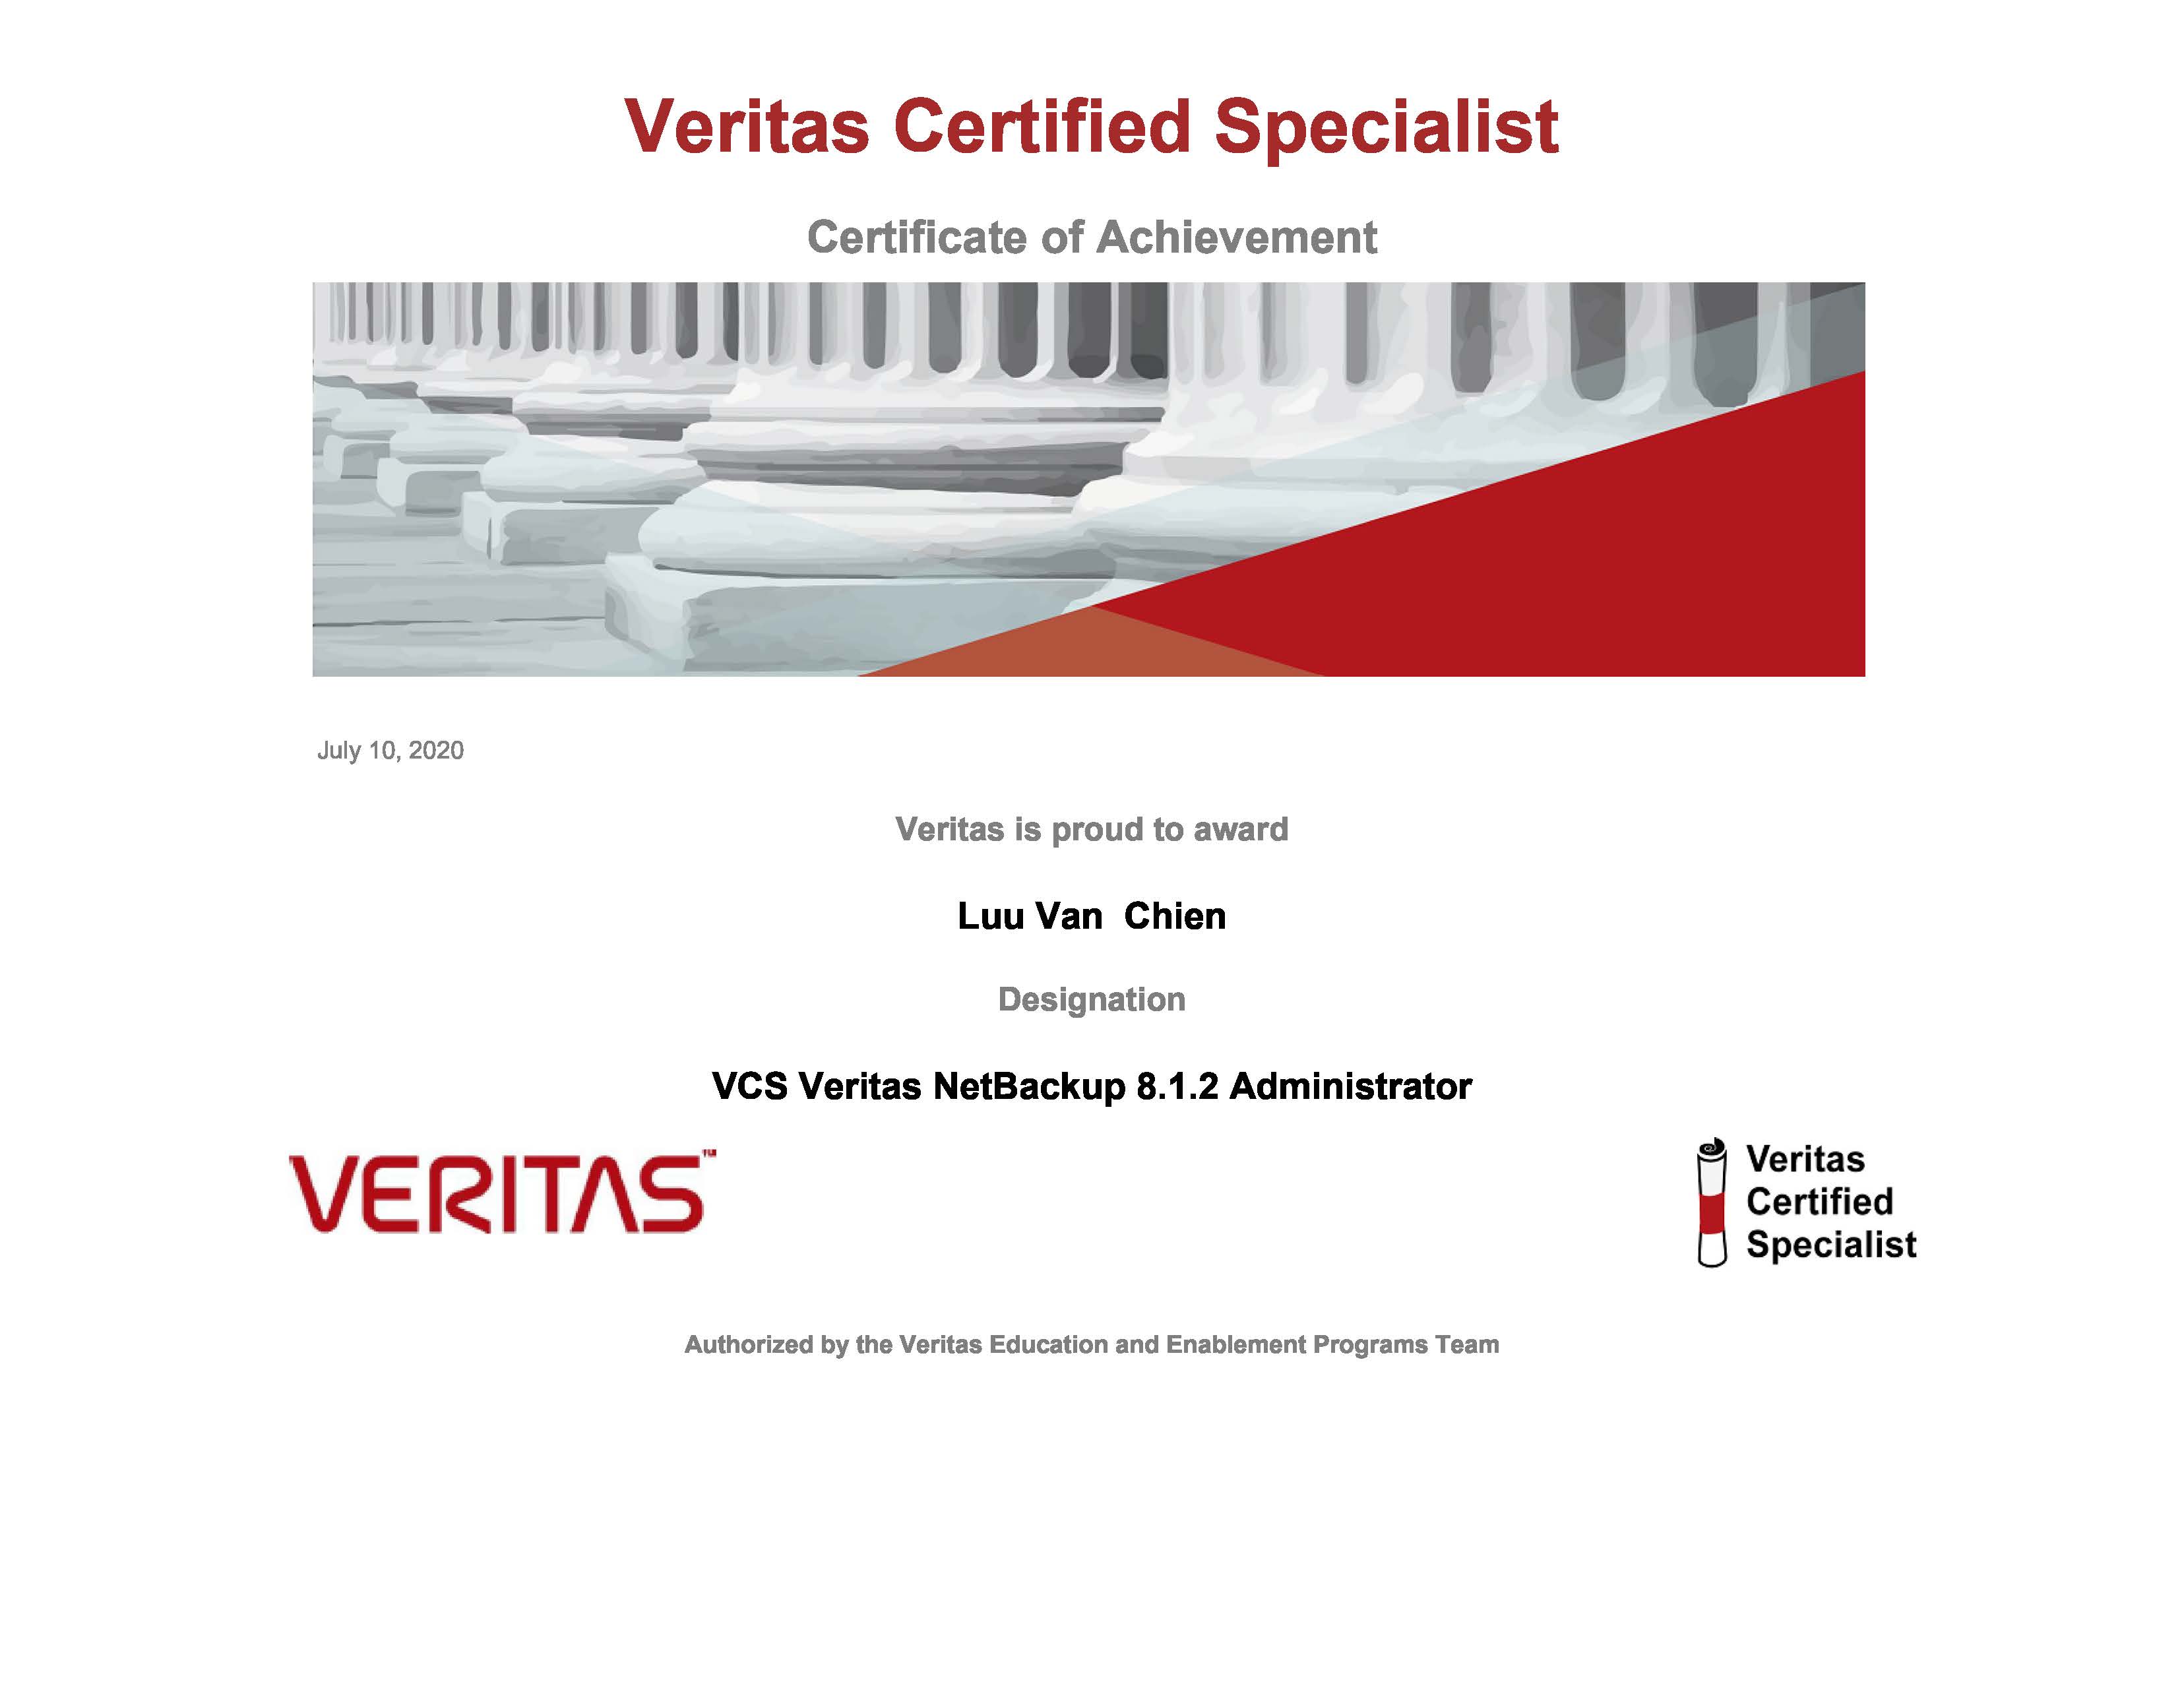 Veritas Certified Specialist
Certificate of Achievement
July 10, 2020
Veritas is proud to award
Luu Van  Chien
Designation
VCS Veritas NetBackup 8.1.2 Administrator
VERITAS™
Veritas
Certified
Specialist
Authorized by the Veritas Education and Enablement Programs Team